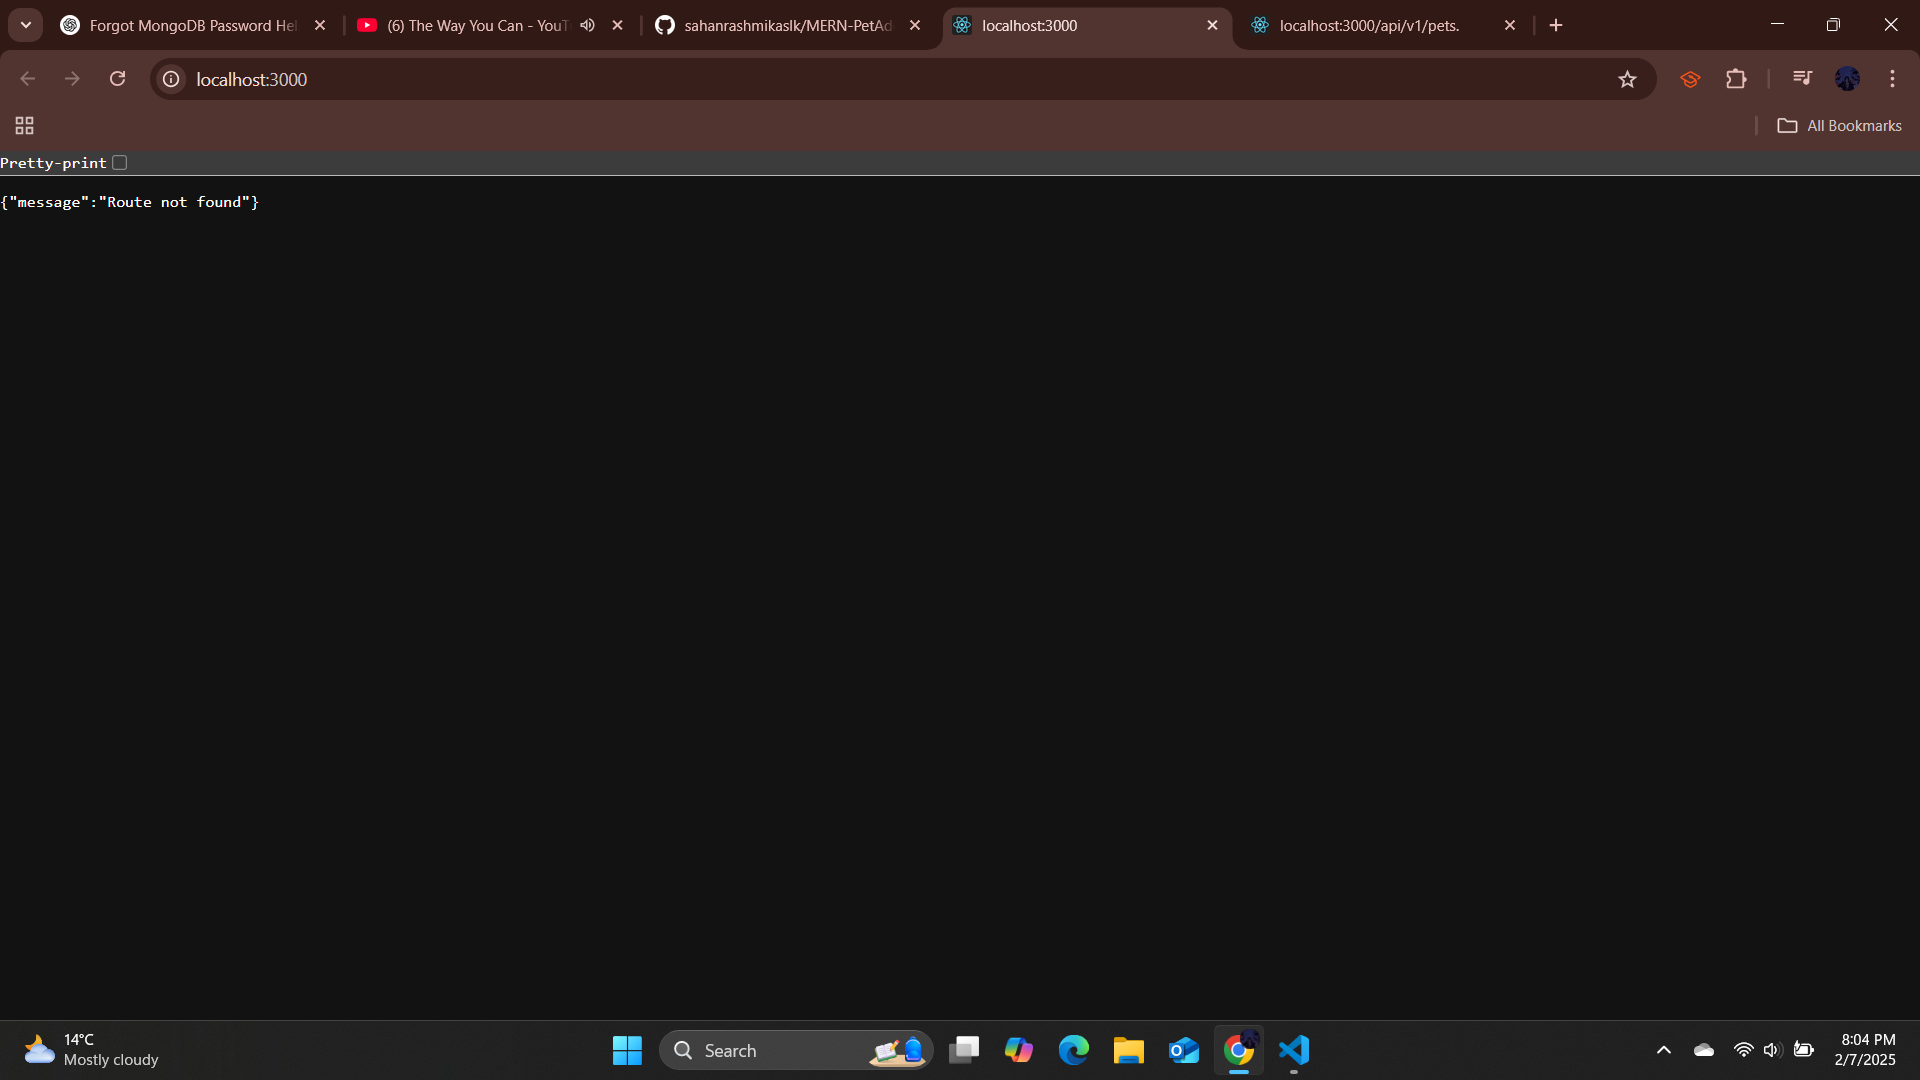 Forgot MongoDB Password Hel
(6) The Way You Can - YouT
sahanrashmikaslk/MERN-PetAd
localhost:3000
localhost:3000/api/v1/pets.
localhost:3000
All Bookmarks
Pretty-print
{"message":"Route not found"}
14°C
Mostly cloudy
Search
8:04 PM
2/7/2025